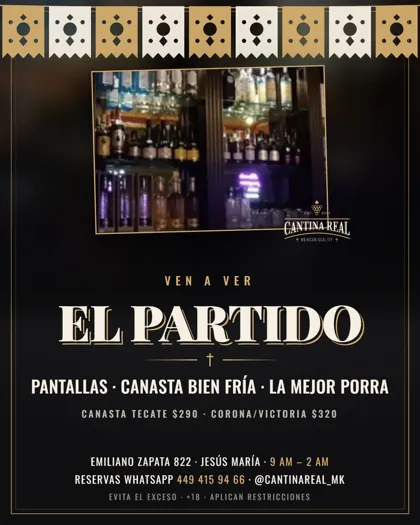 CANTINA REAL
MEXICAN REALITY
VEN A VER
EL PARTIDO
PANTALLAS · CANASTA BIEN FRÍA · LA MEJOR PORRA
CANASTA TECATE $290 · CORONA/VICTORIA $320
EMILIANO ZAPATA 822 · JESÚS MARÍA · 9 AM – 2 AM
RESERVAS WHATSAPP 449 415 94 66 · @CANTINAREAL_MK
EVITA EL EXCESO · +18 · APLICAN RESTRICCIONES